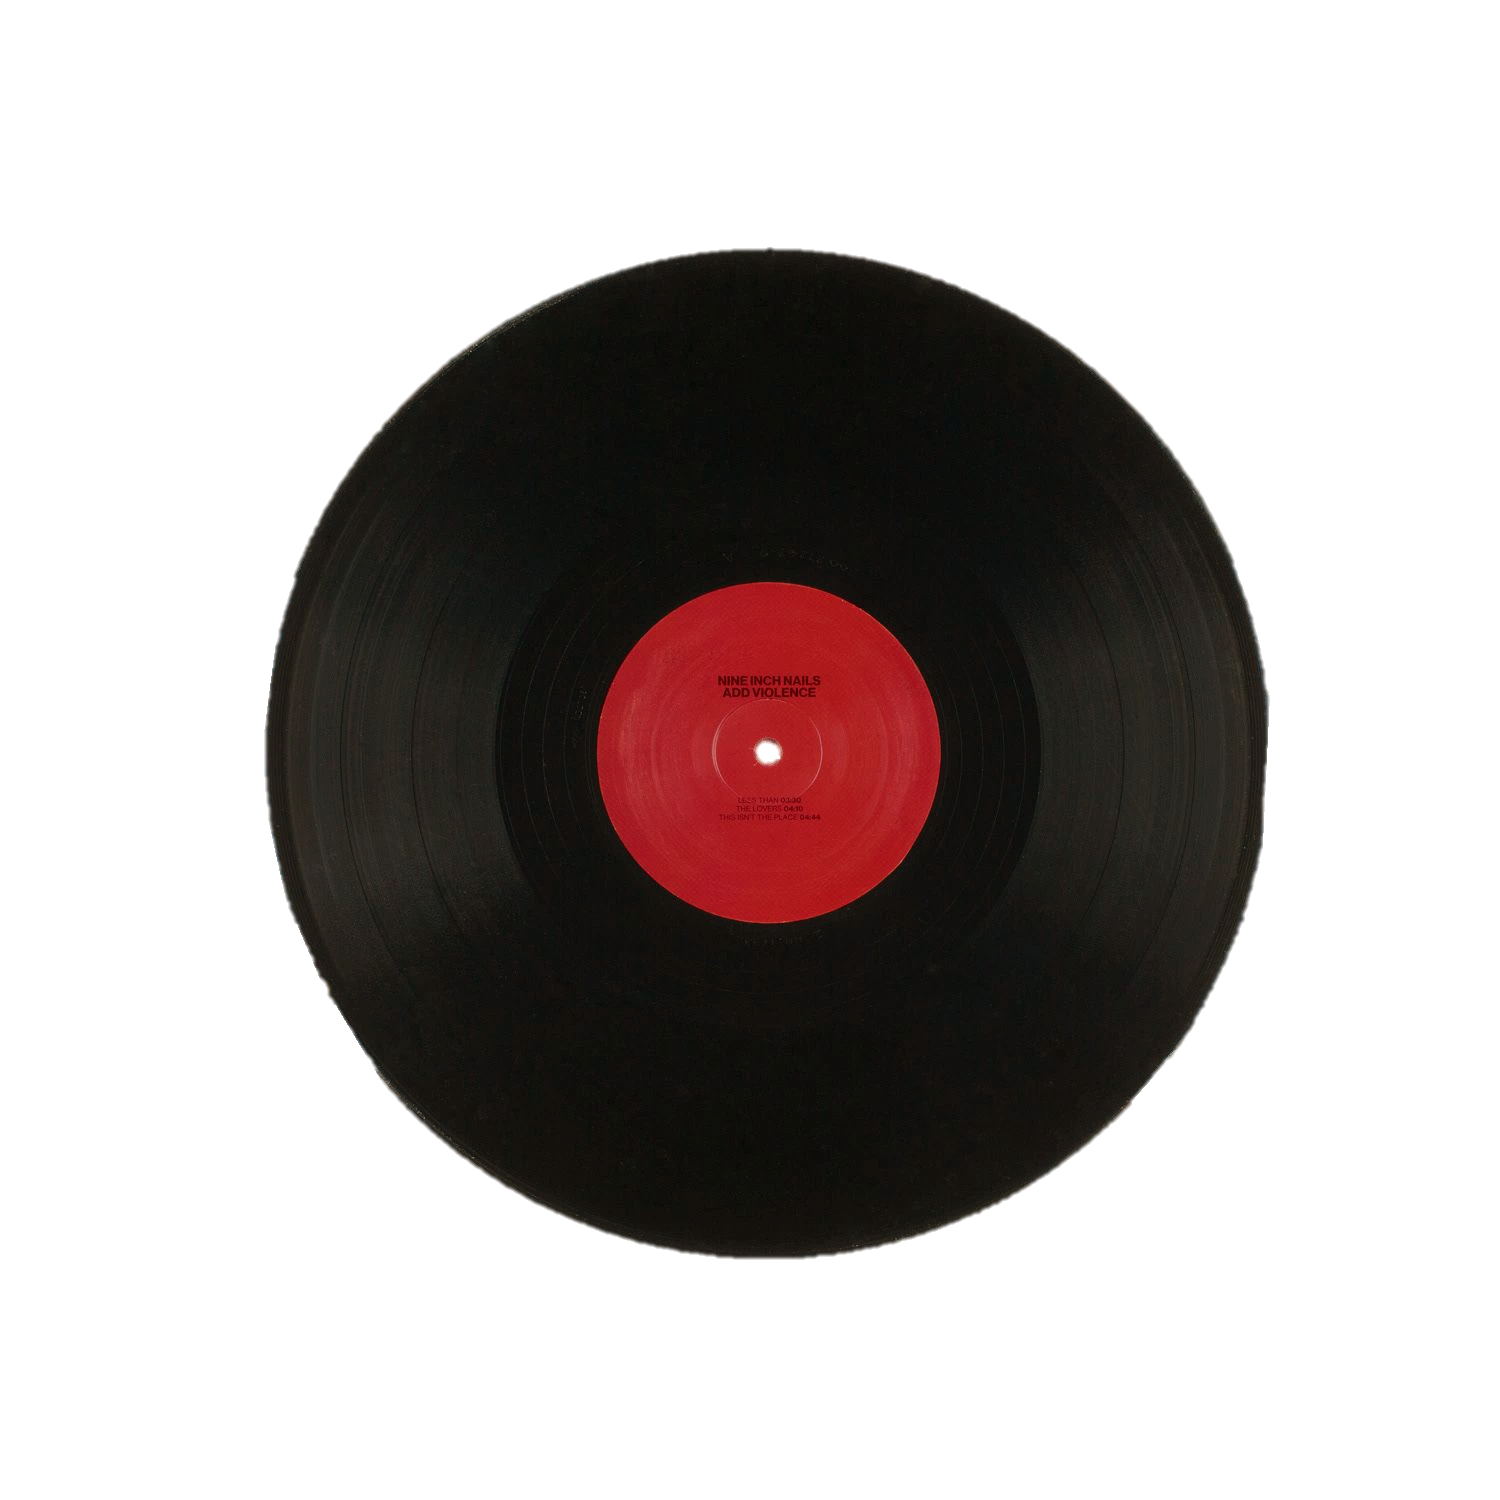 NINE INCH NAILS
ADD VIOLENCE
LESS THAN 03:30
THE LOVERS 04:10
THIS ISN'T THE PLACE 04:44